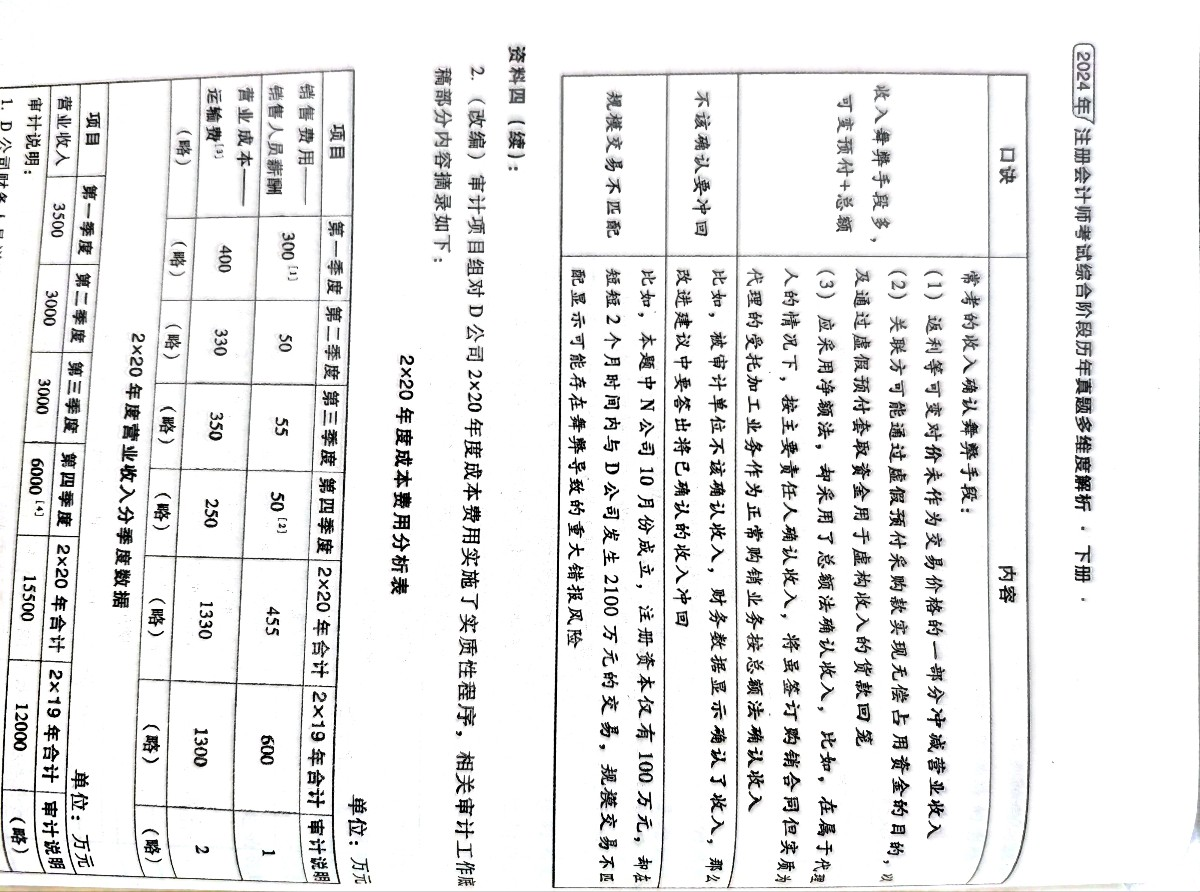 2024年 注册会计师考试综合阶段历年真题多维度解析·下册·
口诀 内容
收入舞弊手段多，
可变预付+总额
常考的收入确认舞弊手段：
（1）返利等可变对价未作为交易价格的一部分冲减营业收入
（2）关联方可能通过虚假预付采购款实现无偿占用资金的目的，以
及通过虚假预付套取资金用于虚构收入的货款回笼
（3）应采用净额法，却采用了总额法确认收入，比如，在属于代理
人的情况下，按主要责任人确认收入，将虽签订购销合同但实质为
代理的受托加工业务作为正常购销业务按总额法确认收入
不该确认要冲回
比如，被审计单位不该确认收入，财务数据显示确认了收入，那么
改进建议中要答出将已确认的收入冲回
规模交易不匹配
比如，本题中N公司10月份成立，注册资本仅有100万元，却在
短短2个月时间内与D公司发生2100万元的交易，规模交易不匹
配显示可能存在舞弊导致的重大错报风险
资料四（续）：
2.（改编）审计项目组对D公司2×20年度成本费用实施了实质性程序，相关审计工作底
稿部分内容摘录如下：
2×20年度成本费用分析表
单位：万元
项目 第一季度 第二季度 第三季度 第四季度 2×20年合计 2×19年合计 审计说明
销售费用——
销售人员薪酬 300[1] 50 55 50[2] 455 600 1
营业成本——
运输费[3] 400 330 350 250 1330 1300 2
（略） （略） （略） （略） （略） （略） （略） （略）
2×20年度营业收入分季度数据
单位：万元
项目 第一季度 第二季度 第三季度 第四季度 2×20年合计 2×19年合计 审计说明
营业收入 3500 3000 3000 6000[4] 15500 12000 （略）
审计说明：
1. D公司财务人员